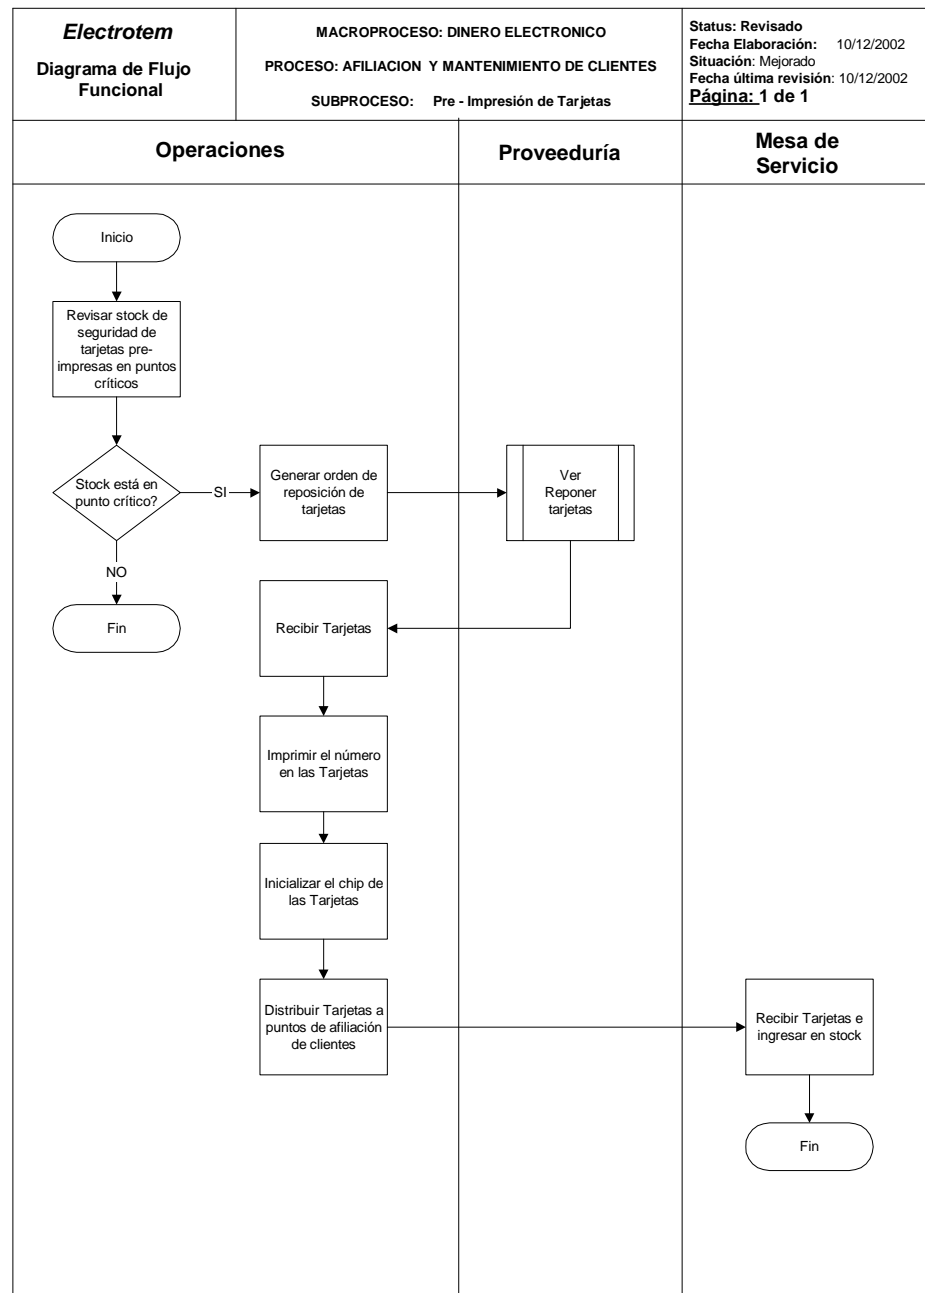 Electrotem
Diagrama de Flujo
Funcional
MACROPROCESO: DINERO ELECTRONICO
PROCESO: AFILIACION Y MANTENIMIENTO DE CLIENTES
SUBPROCESO: Pre - Impresión de Tarjetas
Status: Revisado
Fecha Elaboración: 10/12/2002
Situación: Mejorado
Fecha última revisión: 10/12/2002
Página: 1 de 1
Operaciones
Proveeduría
Mesa de
Servicio
Inicio
Revisar stock de
seguridad de
tarjetas pre-
impresas en puntos
críticos
Stock está en
punto crítico?
SI
Generar orden de
reposición de
tarjetas
Ver
Reponer
tarjetas
NO
Fin
Recibir Tarjetas
Imprimir el número
en las Tarjetas
Inicializar el chip de
las Tarjetas
Distribuir Tarjetas a
puntos de afiliación
de clientes
Recibir Tarjetas e
ingresar en stock
Fin